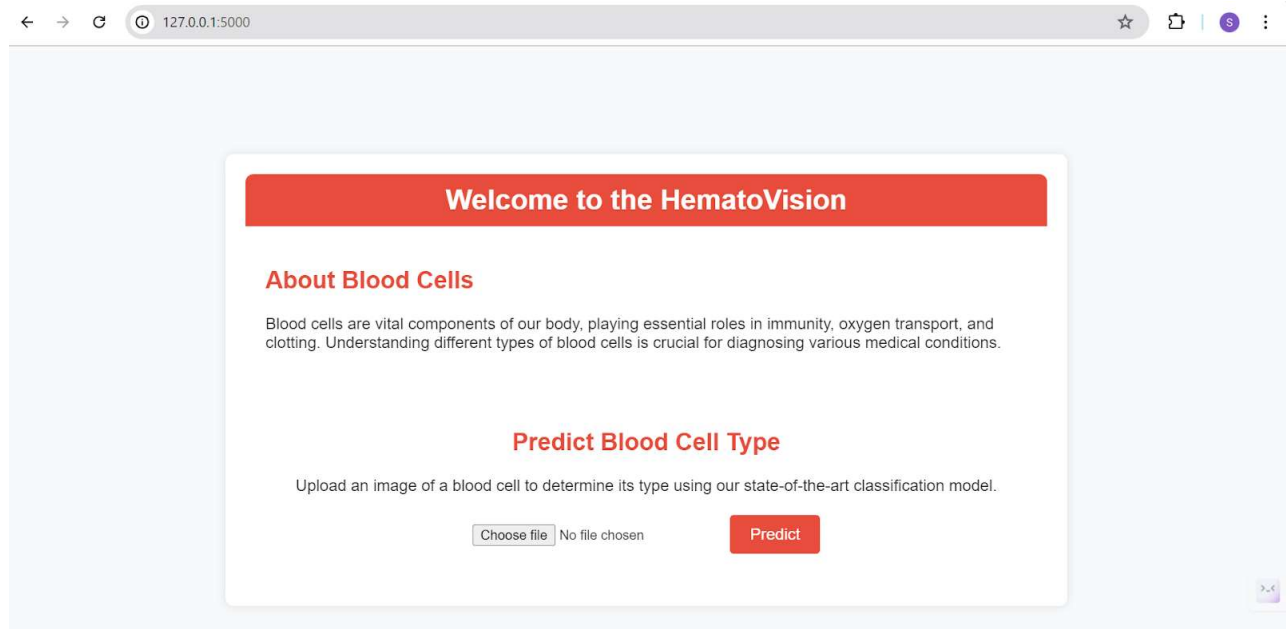 127.0.0.1:5000
S
Welcome to the HematoVision
About Blood Cells
Blood cells are vital components of our body, playing essential roles in immunity, oxygen transport, and
clotting. Understanding different types of blood cells is crucial for diagnosing various medical conditions.
Predict Blood Cell Type
Upload an image of a blood cell to determine its type using our state-of-the-art classification model.
Choose file No file chosen Predict